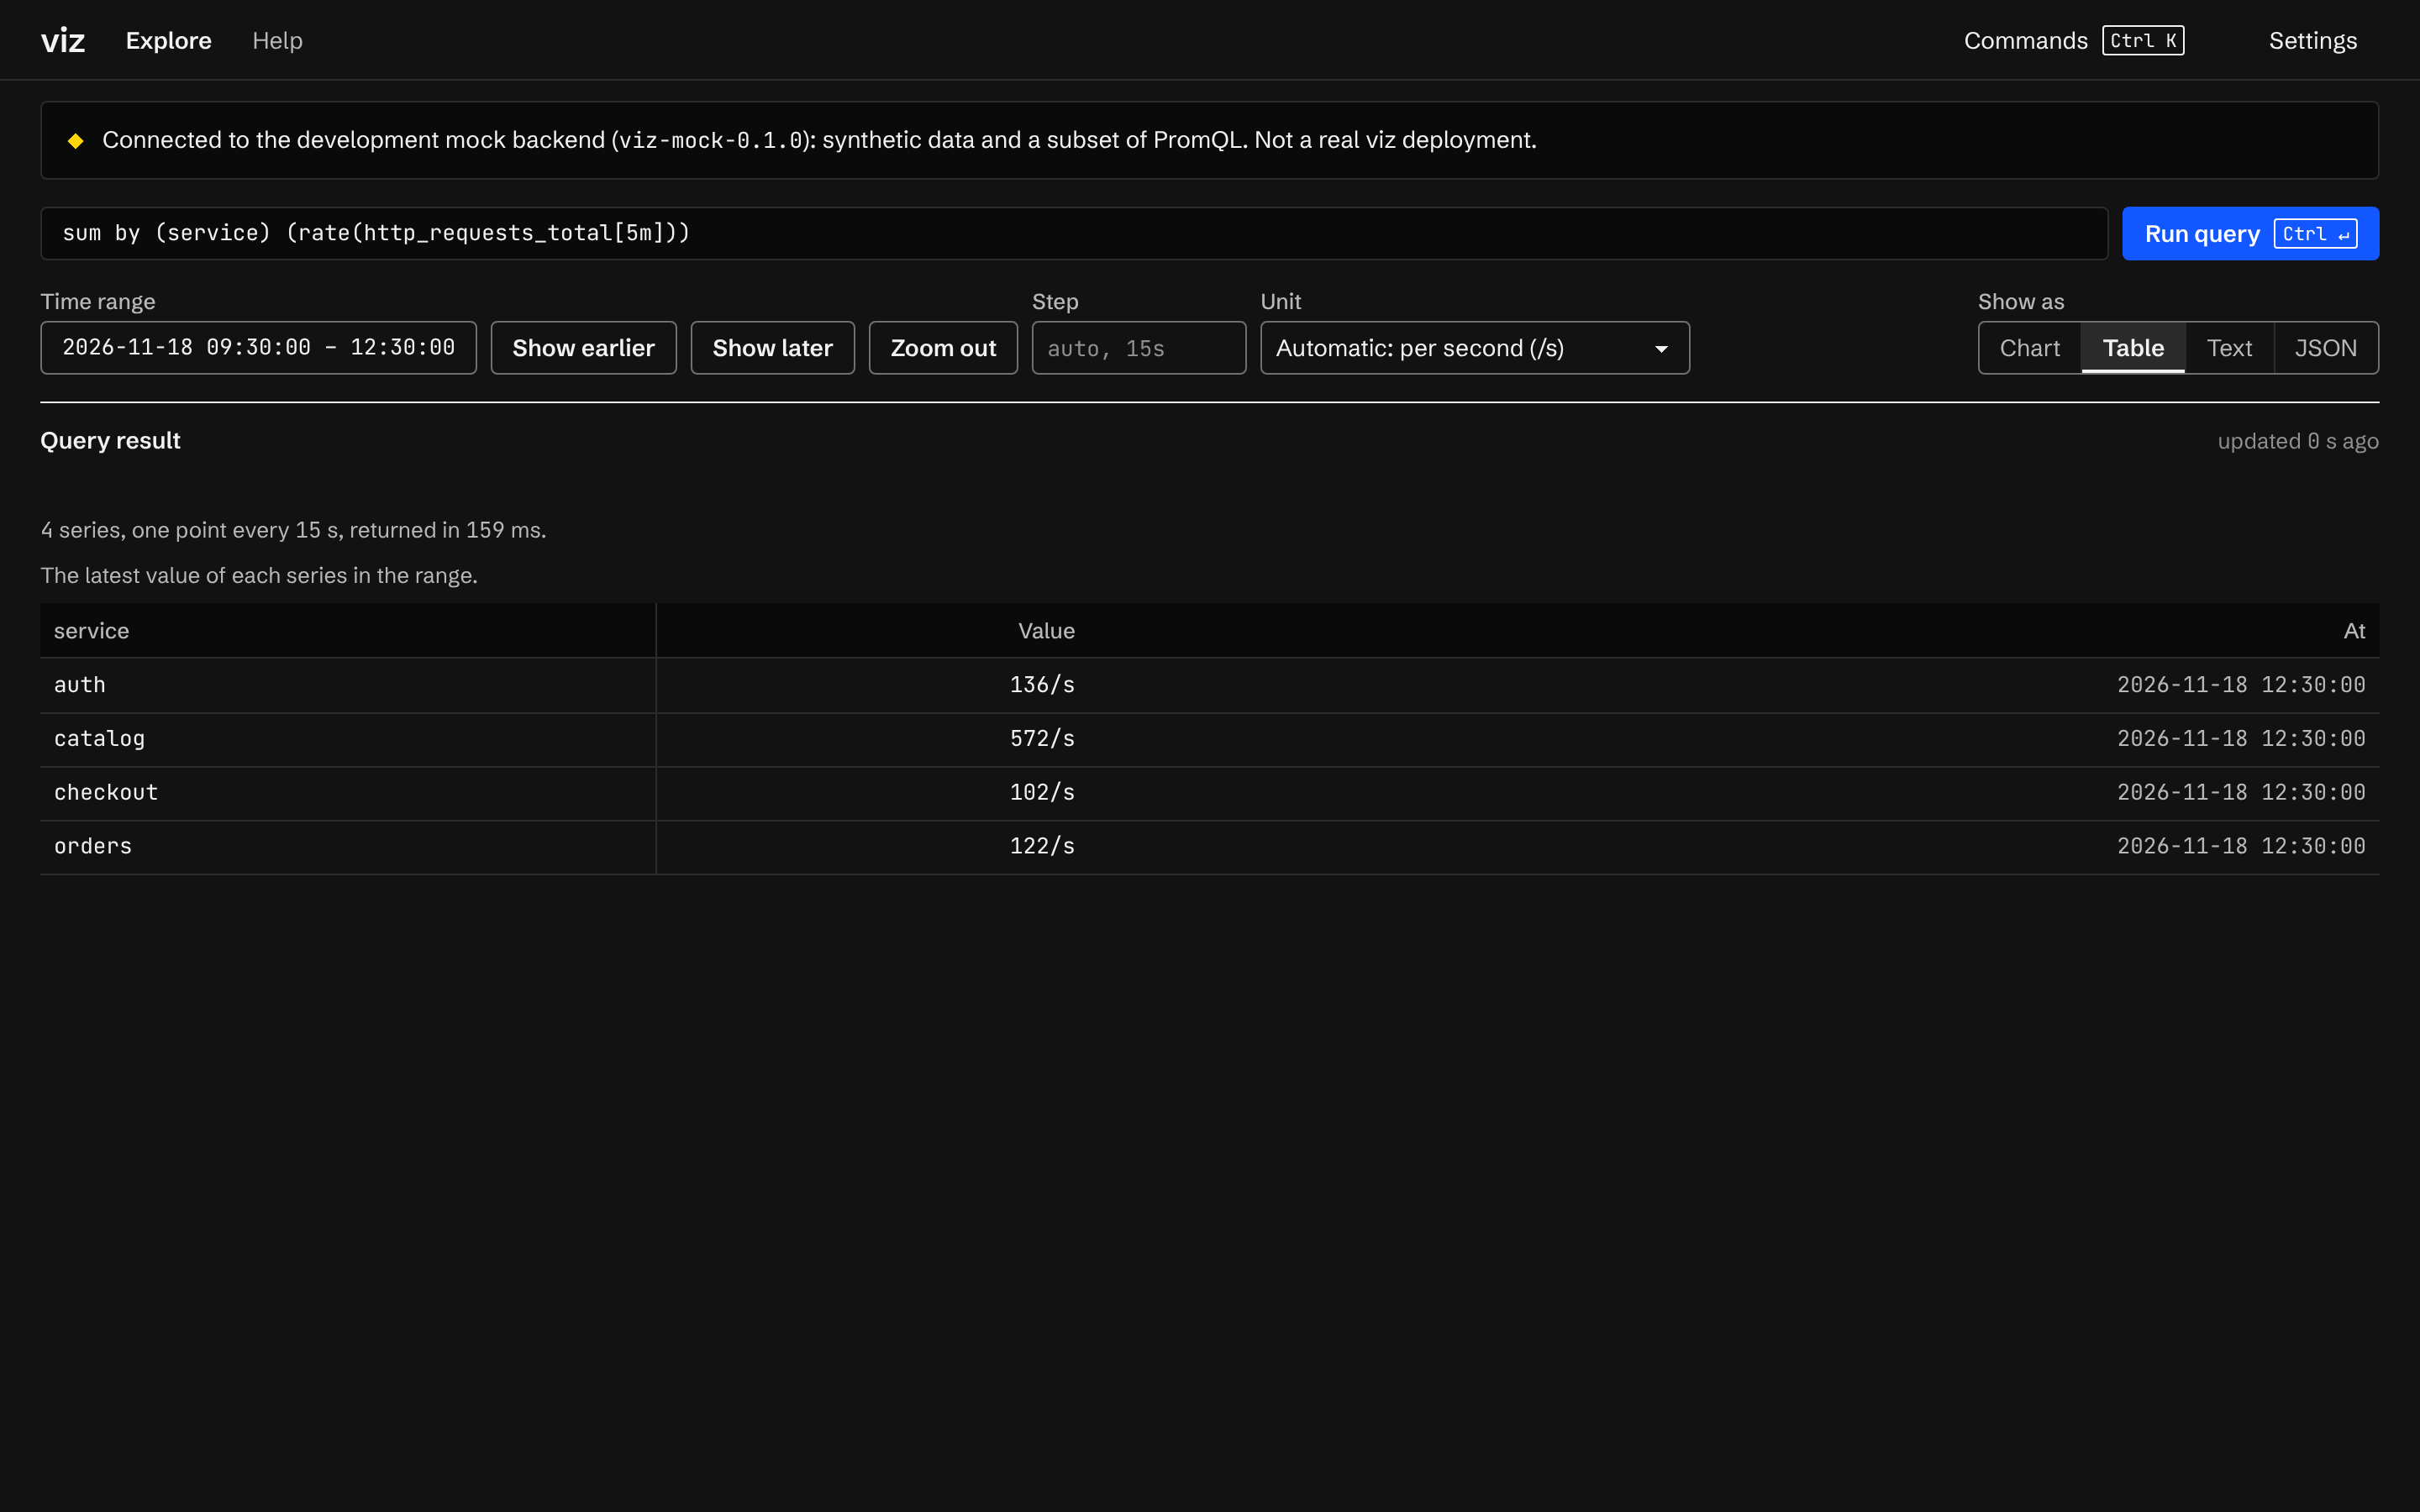 viz Explore Help Commands Ctrl K Settings
Connected to the development mock backend (viz-mock-0.1.0): synthetic data and a subset of PromQL. Not a real viz deployment.
sum by (service) (rate(http_requests_total[5m])) Run query Ctrl ↵
Time range Step Unit Show as
2026-11-18 09:30:00 – 12:30:00 Show earlier Show later Zoom out auto, 15s Automatic: per second (/s) Chart Table Text JSON
Query result updated 0 s ago
4 series, one point every 15 s, returned in 159 ms.
The latest value of each series in the range.
service Value At
auth 136/s 2026-11-18 12:30:00
catalog 572/s 2026-11-18 12:30:00
checkout 102/s 2026-11-18 12:30:00
orders 122/s 2026-11-18 12:30:00